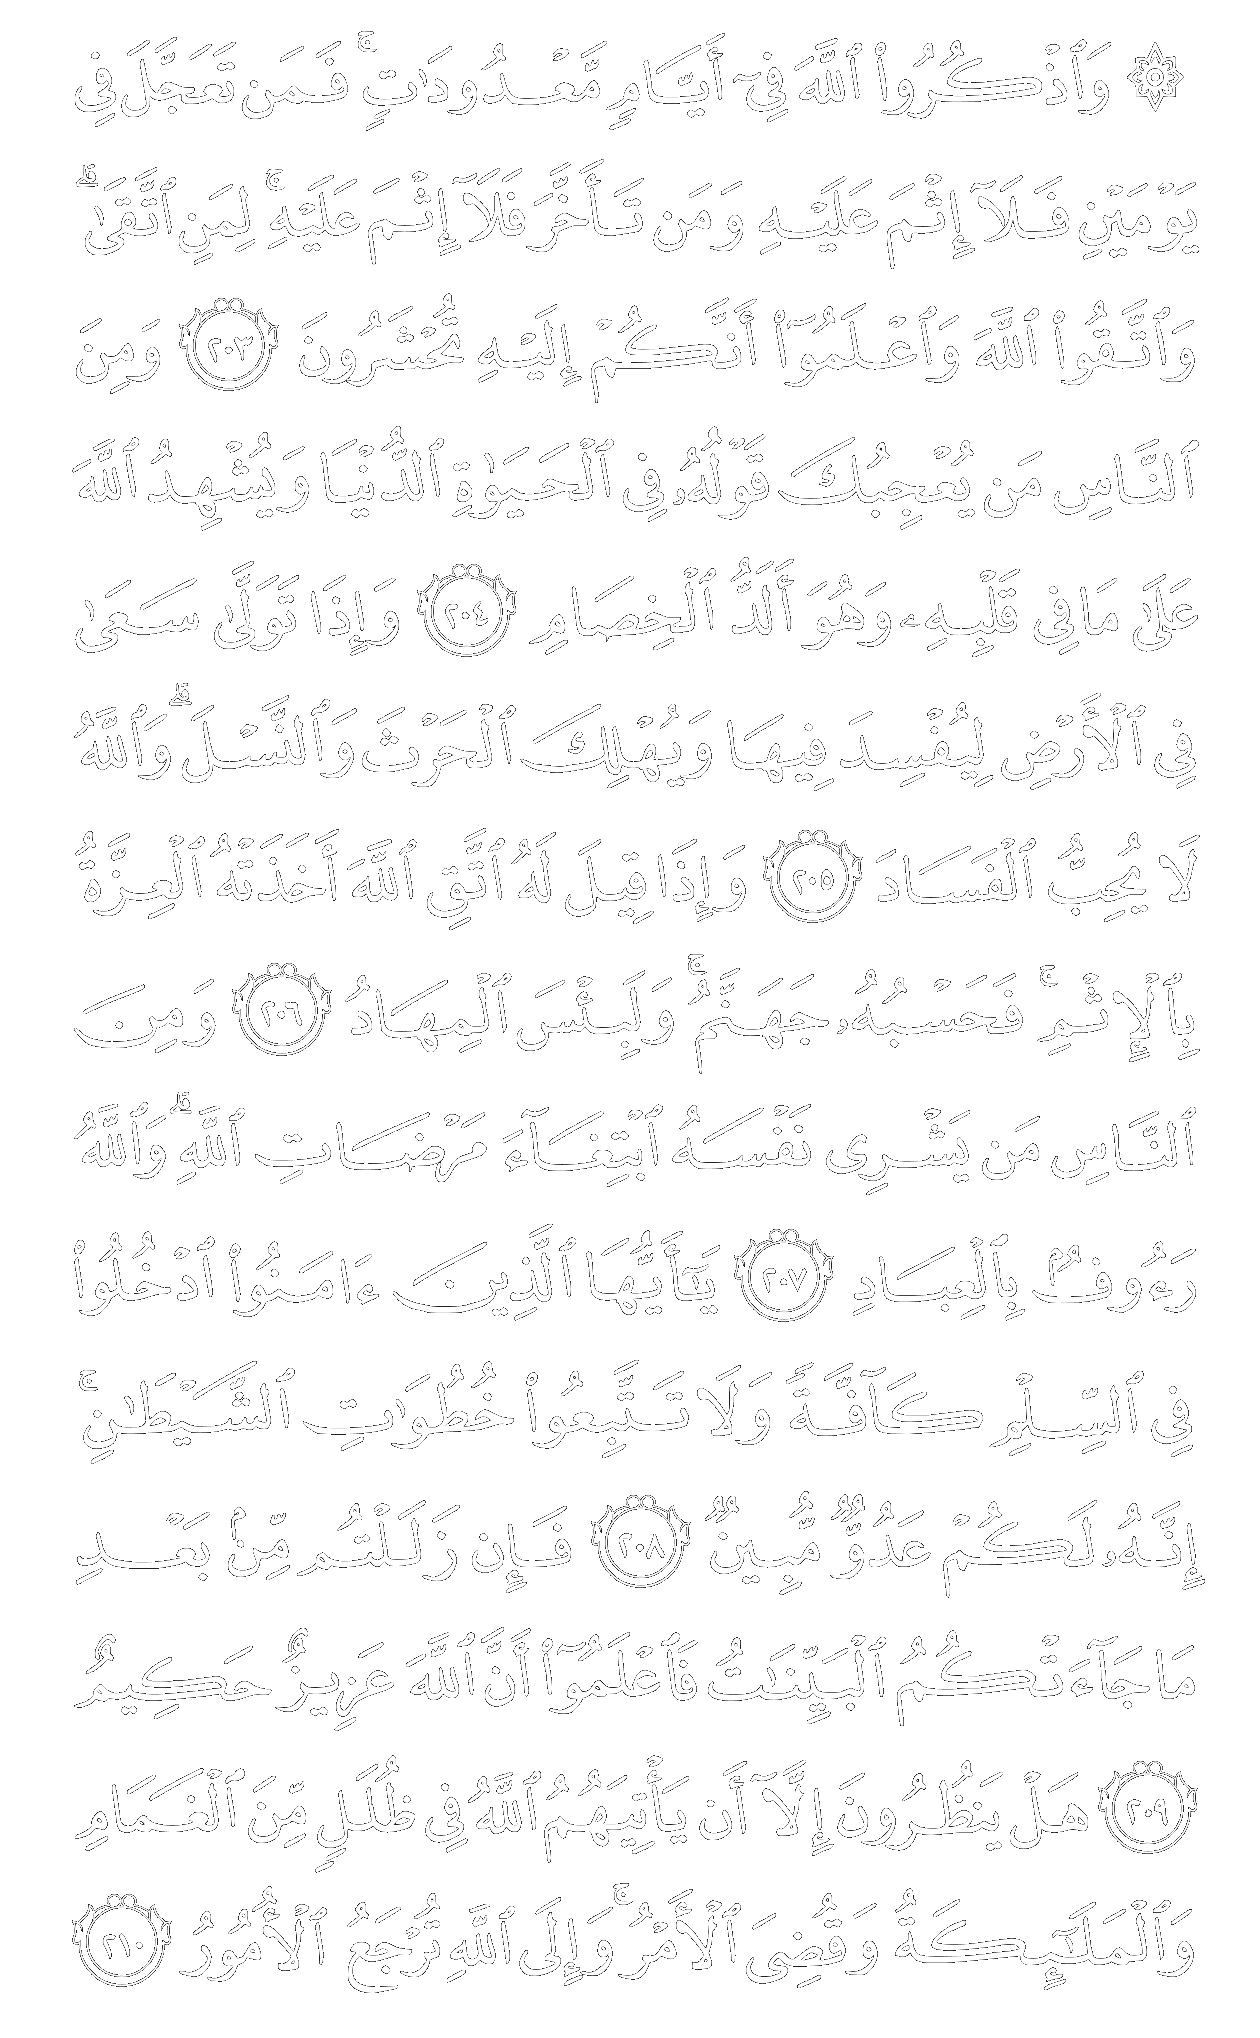 ۞ وَٱذْكُرُوا۟ ٱللَّهَ فِىٓ أَيَّامٍ مَّعْدُودَٰتٍ ۚ فَمَن تَعَجَّلَ فِى
يَوْمَيْنِ فَلَآ إِثْمَ عَلَيْهِ وَمَن تَأَخَّرَ فَلَآ إِثْمَ عَلَيْهِ ۚ لِمَنِ ٱتَّقَىٰ ۗ
وَٱتَّقُوا۟ ٱللَّهَ وَٱعْلَمُوٓا۟ أَنَّكُمْ إِلَيْهِ تُحْشَرُونَ ٢٠٣ وَمِنَ
ٱلنَّاسِ مَن يُعْجِبُكَ قَوْلُهُۥ فِى ٱلْحَيَوٰةِ ٱلدُّنْيَا وَيُشْهِدُ ٱللَّهَ
عَلَىٰ مَا فِى قَلْبِهِۦ وَهُوَ أَلَدُّ ٱلْخِصَامِ ٢٠٤ وَإِذَا تَوَلَّىٰ سَعَىٰ
فِى ٱلْأَرْضِ لِيُفْسِدَ فِيهَا وَيُهْلِكَ ٱلْحَرْثَ وَٱلنَّسْلَ ۗ وَٱللَّهُ
لَا يُحِبُّ ٱلْفَسَادَ ٢٠٥ وَإِذَا قِيلَ لَهُ ٱتَّقِ ٱللَّهَ أَخَذَتْهُ ٱلْعِزَّةُ
بِٱلْإِثْمِ ۚ فَحَسْبُهُۥ جَهَنَّمُ ۚ وَلَبِئْسَ ٱلْمِهَادُ ٢٠٦ وَمِنَ
ٱلنَّاسِ مَن يَشْرِى نَفْسَهُ ٱبْتِغَآءَ مَرْضَاتِ ٱللَّهِ ۗ وَٱللَّهُ
رَءُوفٌۢ بِٱلْعِبَادِ ٢٠٧ يَٰٓأَيُّهَا ٱلَّذِينَ ءَامَنُوا۟ ٱدْخُلُوا۟
فِى ٱلسِّلْمِ كَآفَّةً وَلَا تَتَّبِعُوا۟ خُطُوَٰتِ ٱلشَّيْطَٰنِ ۚ
إِنَّهُۥ لَكُمْ عَدُوٌّ مُّبِينٌ ٢٠٨ فَإِن زَلَلْتُم مِّنۢ بَعْدِ
مَا جَآءَتْكُمُ ٱلْبَيِّنَٰتُ فَٱعْلَمُوٓا۟ أَنَّ ٱللَّهَ عَزِيزٌ حَكِيمٌ
٢٠٩ هَلْ يَنظُرُونَ إِلَّآ أَن يَأْتِيَهُمُ ٱللَّهُ فِى ظُلَلٍ مِّنَ ٱلْغَمَامِ
وَٱلْمَلَٰٓئِكَةُ وَقُضِىَ ٱلْأَمْرُ ۚ وَإِلَى ٱللَّهِ تُرْجَعُ ٱلْأُمُورُ ٢١٠